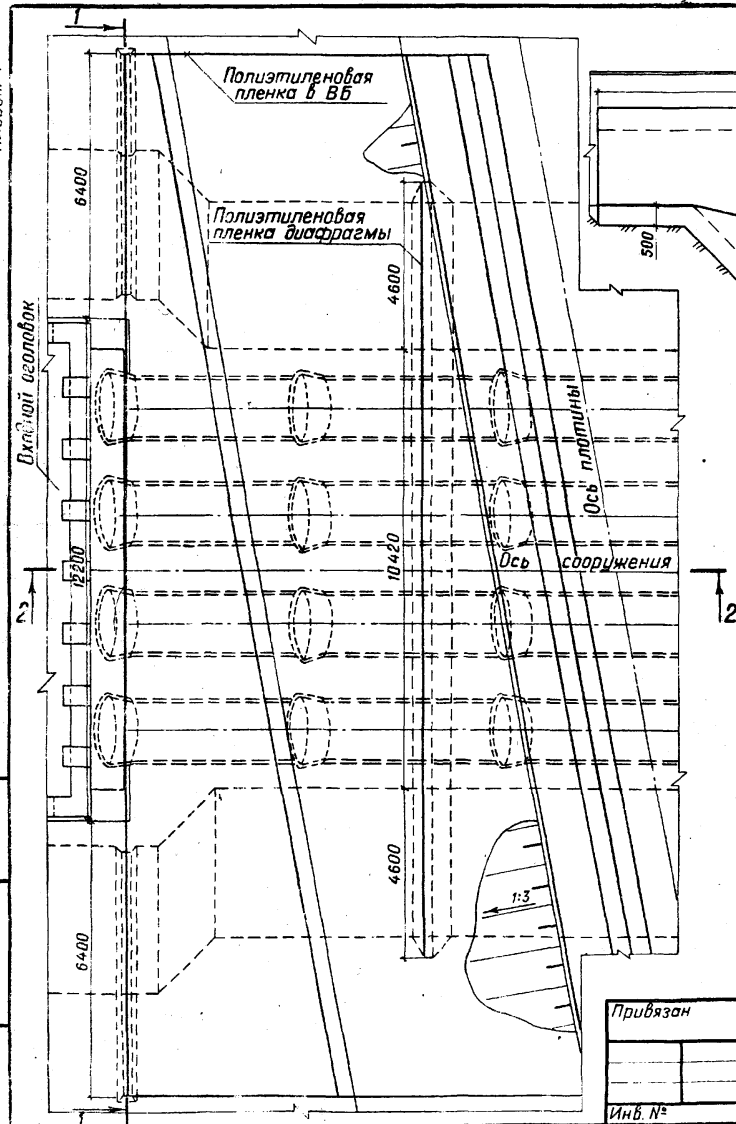 1
Полиэтиленовая
пленка в ВБ
6400
Полиэтиленовая
пленка диафрагмы
4600
500
Входной оголовок
Ось плотины
12200
10420
Ось сооружения
2
2
4600
1:3
6400
Привязан
Инв. №
1